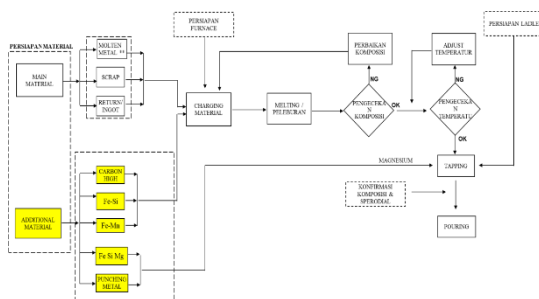 PERSIAPAN MATERIAL
MAIN
MATERIAL
MOLTEN
METAL **
SCRAP
RETURN/
INGOT
PERSIAPAN
FURNACE
CHARGING
MATERIAL
MELTING /
PELEBURAN
PERBAIKAN
KOMPOSISI
NG
PENGECEKA
N KOMPOSISI
OK
ADJUST
TEMPERATUR
NG
PENGECEKA
N
TEMPERATU
OK
PERSIAPAN LADLE
MAGNESIUM
TAPPING
KONFIRMASI
KOMPOSISI &
SPERODIAL
POURING
ADDITIONAL
MATERIAL
CARBON
HIGH
Fe-Si
Fe-Mn
Fe Si Mg
PUNCHING
METAL